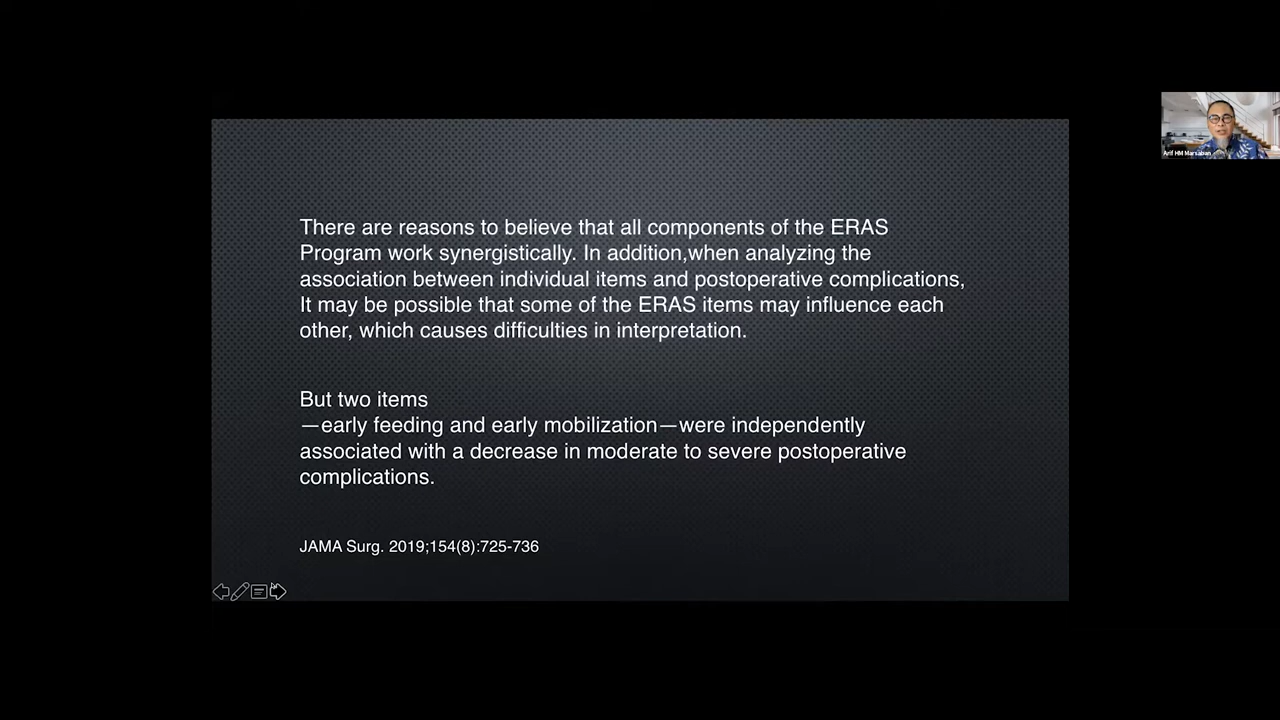 There are reasons to believe that all components of the ERAS
Program work synergistically. In addition,when analyzing the
association between individual items and postoperative complications,
It may be possible that some of the ERAS items may influence each
other, which causes difficulties in interpretation.
But two items
—early feeding and early mobilization—were independently
associated with a decrease in moderate to severe postoperative
complications.
JAMA Surg. 2019;154(8):725-736
Arif HM Marsaban